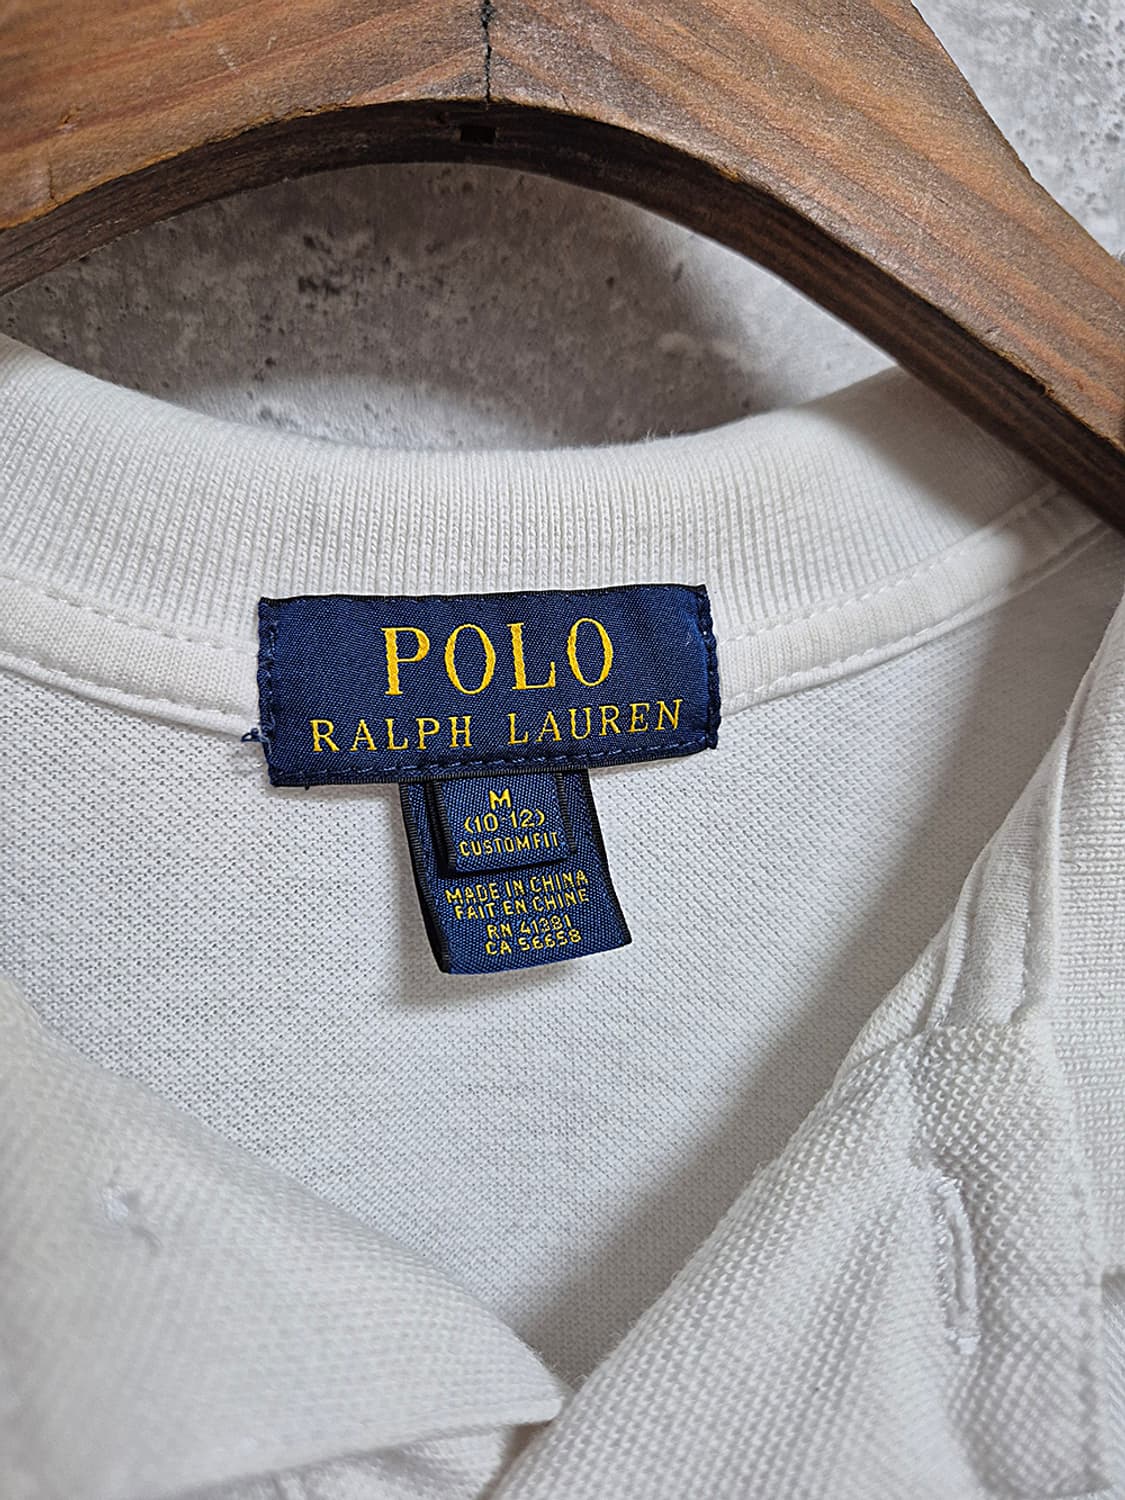 POLO
RALPH LAUREN
M
(10 12)
CUSTOM FIT
MADE IN CHINA
FAIT EN CHINE
RN 41381
CA 56658